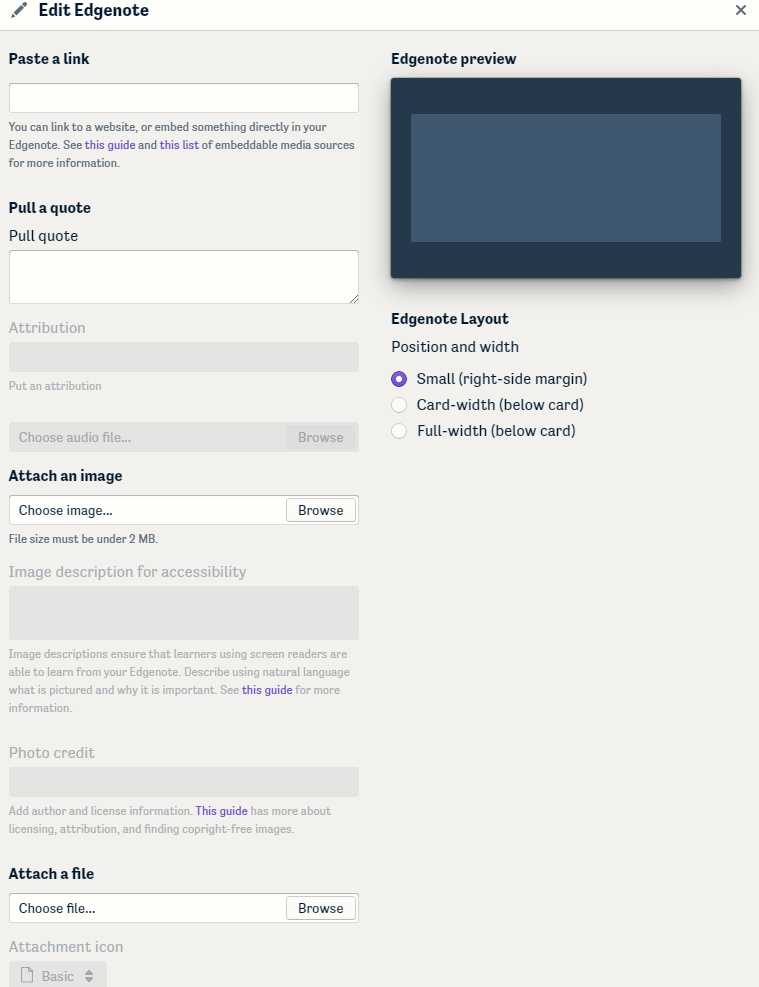 Edit Edgenote
Paste a link
You can link to a website, or embed something directly in your
Edgenote. See this guide and this list of embeddable media sources
for more information.
Pull a quote
Pull quote
Attribution
Put an attribution
Choose audio file...
Browse
Attach an image
Choose image...
Browse
File size must be under 2 MB.
Image description for accessibility
Image descriptions ensure that learners using screen readers are
able to learn from your Edgenote. Describe using natural language
what is pictured and why it is important. See this guide for more
information.
Photo credit
Add author and license information. This guide has more about
licensing, attribution, and finding copright-free images.
Attach a file
Choose file...
Browse
Attachment icon
Basic
Edgenote preview
Edgenote Layout
Position and width
Small (right-side margin)
Card-width (below card)
Full-width (below card)